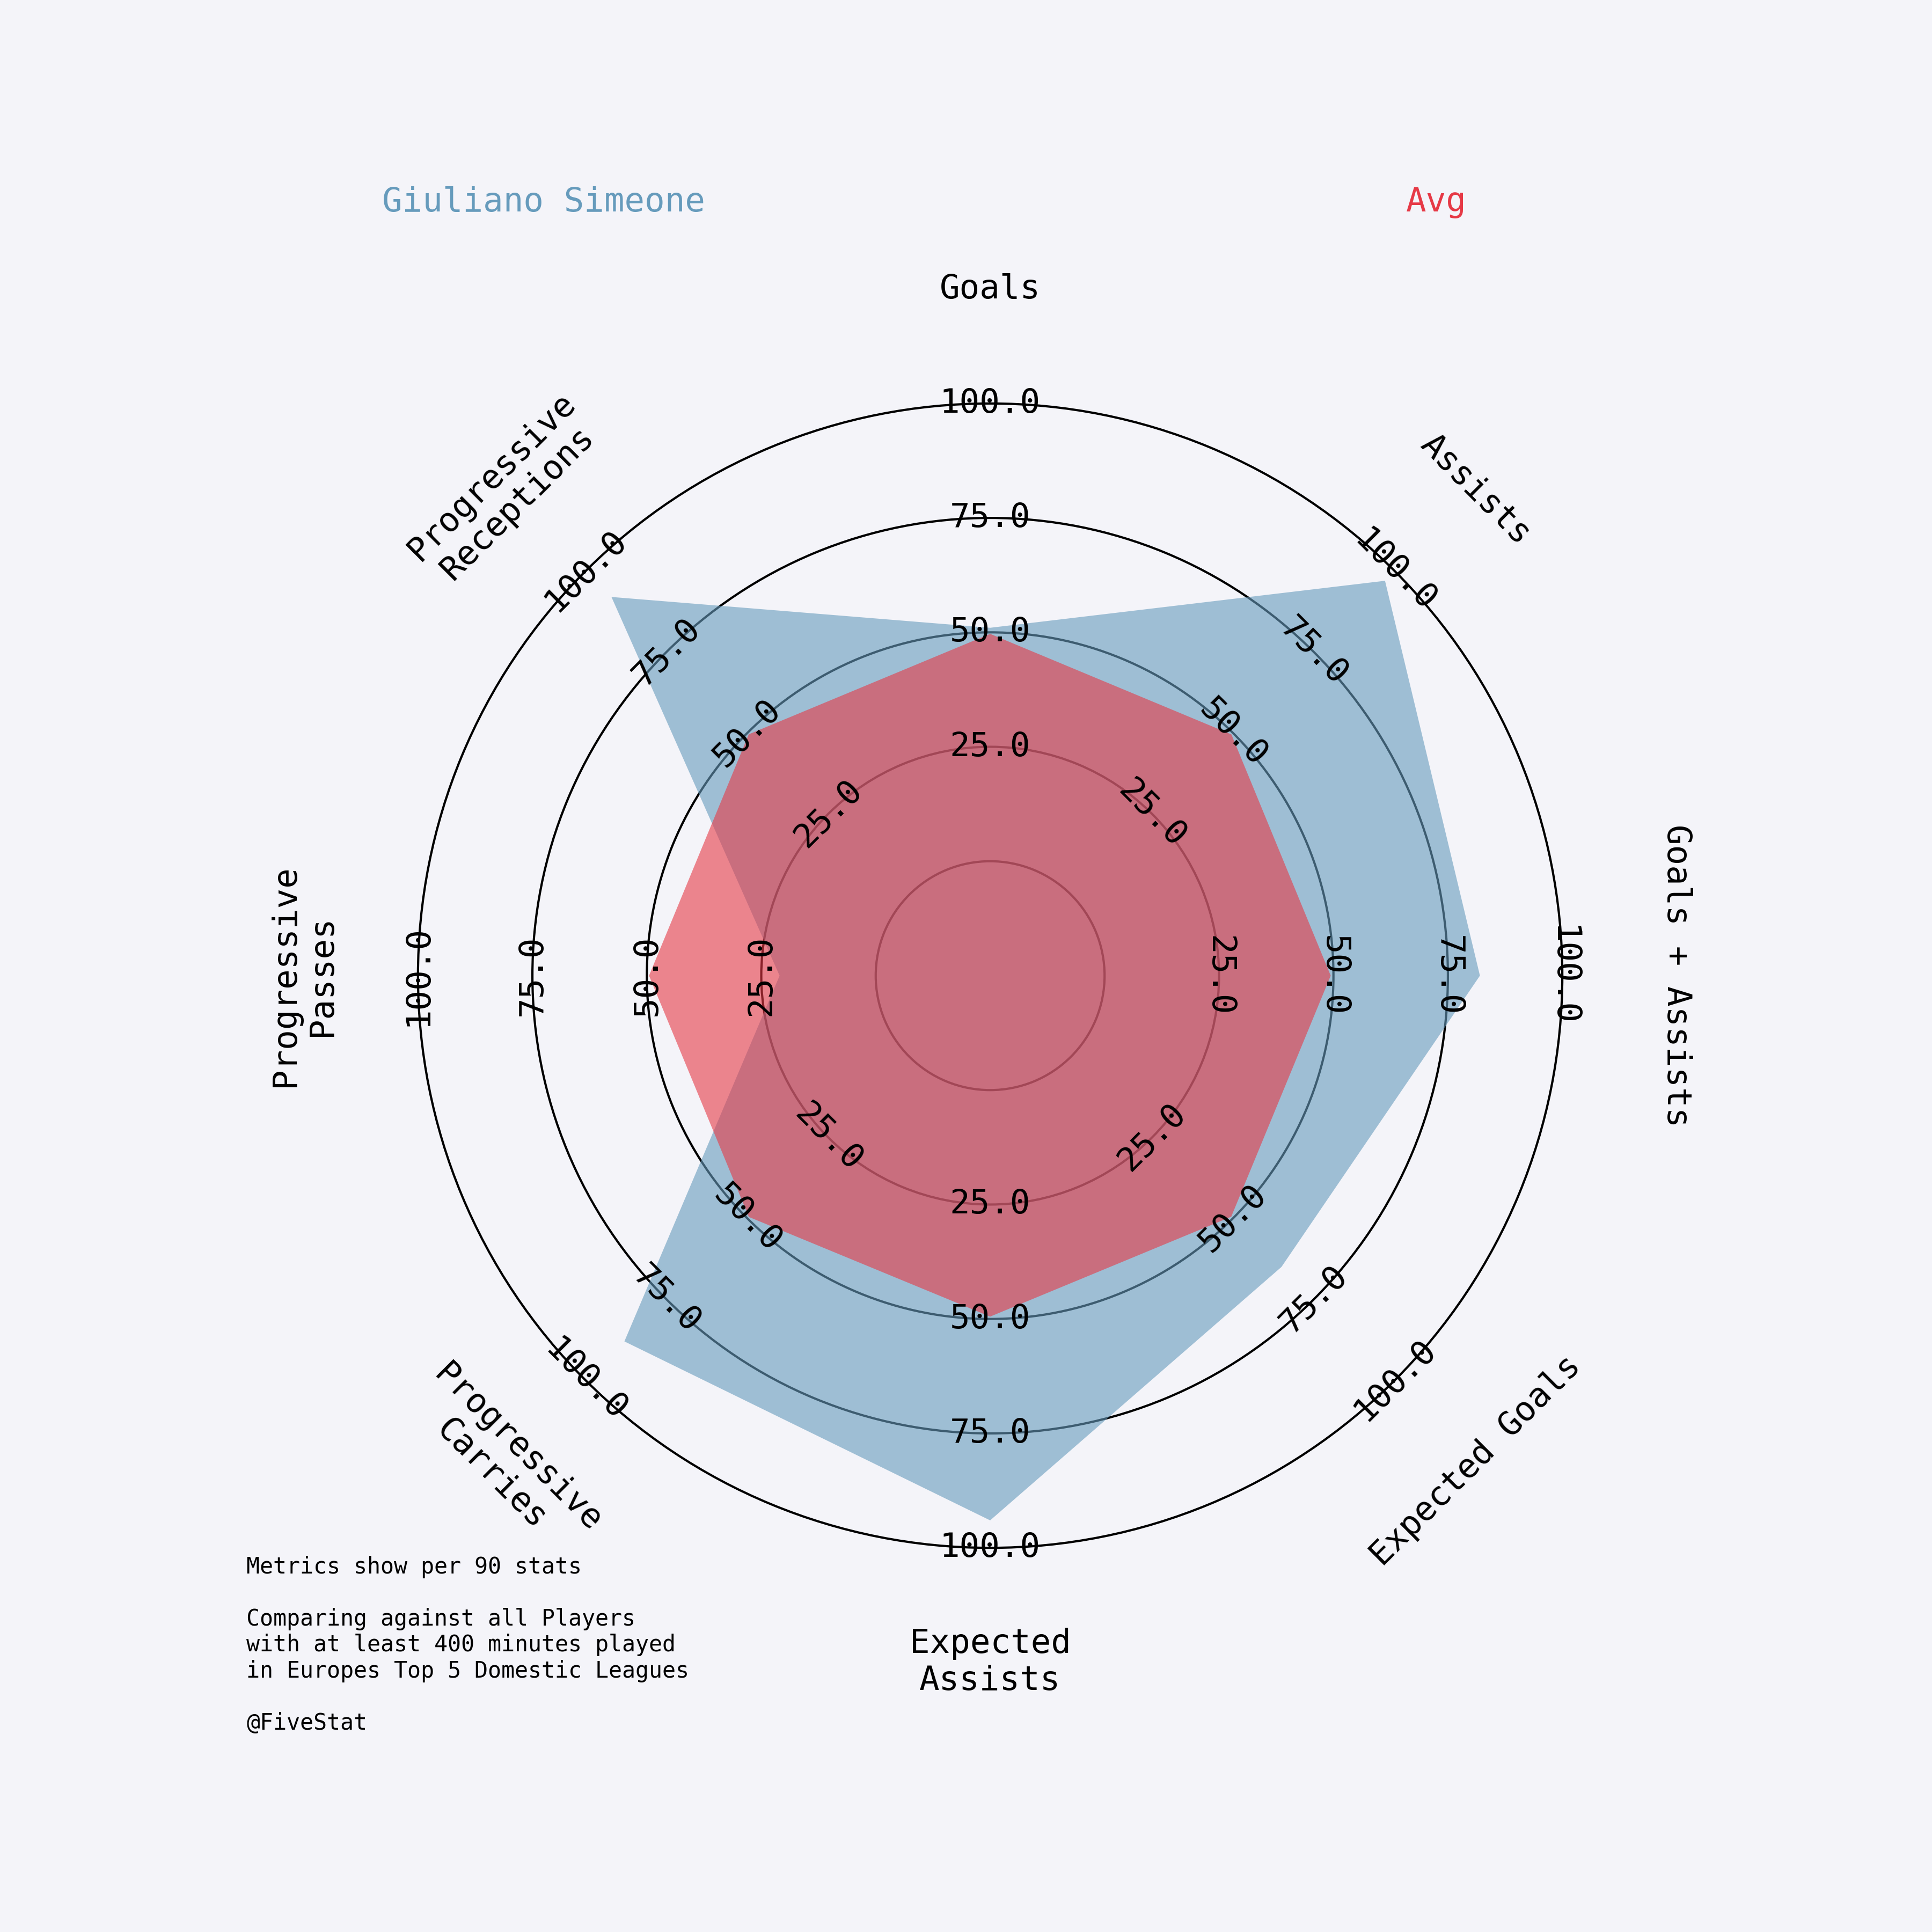 Giuliano Simeone
Avg
Goals
Assists
Goals + Assists
Expected Goals
Expected
Assists
Progressive
Carries
Progressive
Passes
Progressive
Receptions
25.0
50.0
75.0
100.0
25.0
50.0
75.0
100.0
25.0
50.0
75.0
100.0
25.0
50.0
75.0
100.0
25.0
50.0
75.0
100.0
25.0
50.0
75.0
100.0
25.0
50.0
75.0
100.0
25.0
50.0
75.0
100.0
Metrics show per 90 stats
Comparing against all Players
with at least 400 minutes played
in Europes Top 5 Domestic Leagues
@FiveStat